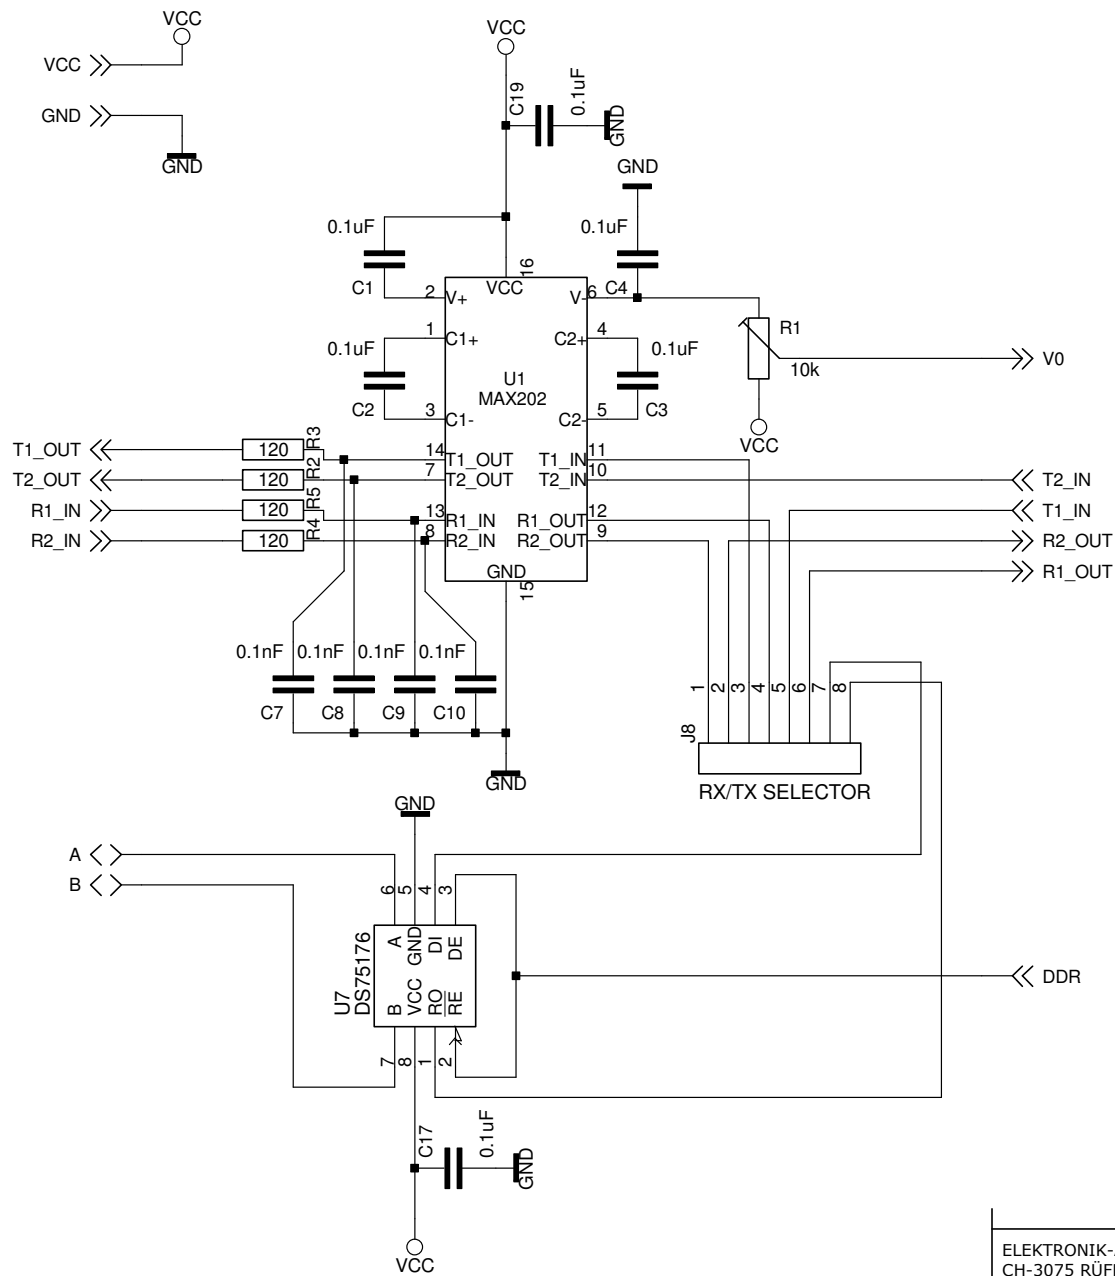 VCC
VCC
GND
GND
VCC
C19
0.1uF
GND
GND
0.1uF
C1
0.1uF
C4
16
VCC
2
V+
V-
6
1
C1+
C2+
4
0.1uF
C2
0.1uF
C3
U1
MAX202
3
C1-
C2-
5
R1
10k
V0
VCC
T1_OUT
120
R3
14
T1_OUT
T1_IN
11
T2_OUT
120
R2
7
T2_OUT
T2_IN
10
T2_IN
R1_IN
120
R5
13
R1_IN
R1_OUT
12
T1_IN
R2_IN
120
R4
8
R2_IN
R2_OUT
9
R2_OUT
GND
15
R1_OUT
0.1nF
0.1nF
0.1nF
0.1nF
C7
C8
C9
C10
GND
1
2
3
4
5
6
7
8
J8
RX/TX SELECTOR
GND
A
B
6
5
4
3
A
GND
DI
DE
U7
DS75176
B
VCC
RO
RE
7
8
1
2
DDR
C17
0.1uF
GND
VCC
ELEKTRONIK-